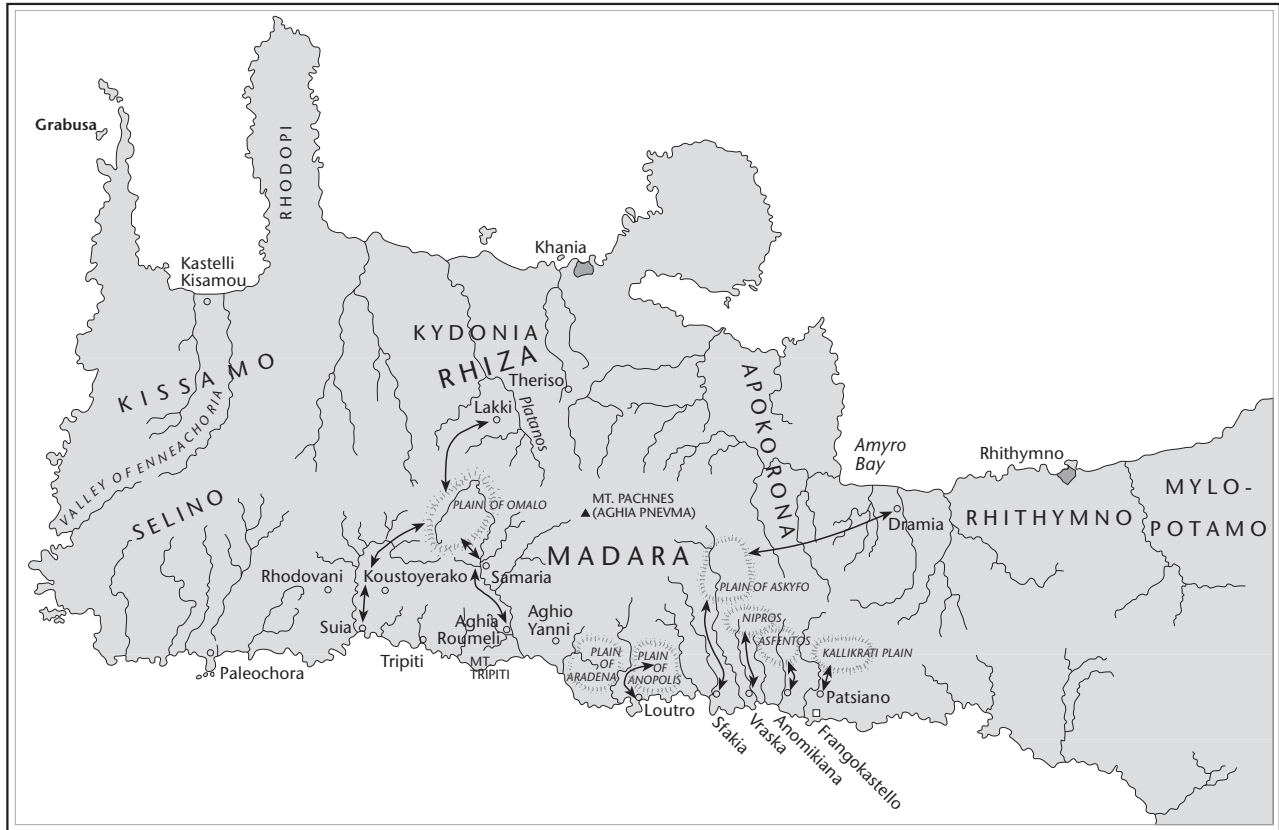 Grabusa
RHODOPI
Khania
Kastelli
Kisamou
KYDONIA
RHIZA
KISSAMO
Theriso
APOKORONA
Lakki
Platanos
VALLEY OF ENNEACHORIA
Amyro
Bay
Rhithymno
MYLO-
POTAMO
SELINO
PLAIN OF OMALO
MT. PACHNES
(AGHIA PNEVMA)
RHITHYMNO
Dramia
MADARA
Rhodovani
Koustoyerako
Samaria
PLAIN OF ASKYFO
Suia
Aghia
Roumeli
Aghio
Yanni
NIPROS
ASFENTOS
KALLIKRATI PLAIN
Paleochora
Tripiti
MT.
TRIPITI
PLAIN
OF
ARADENA
PLAIN
OF
ANOPOLIS
Loutro
Patsiano
Sfakia
Vraska
Anomikiana
Frangokastello